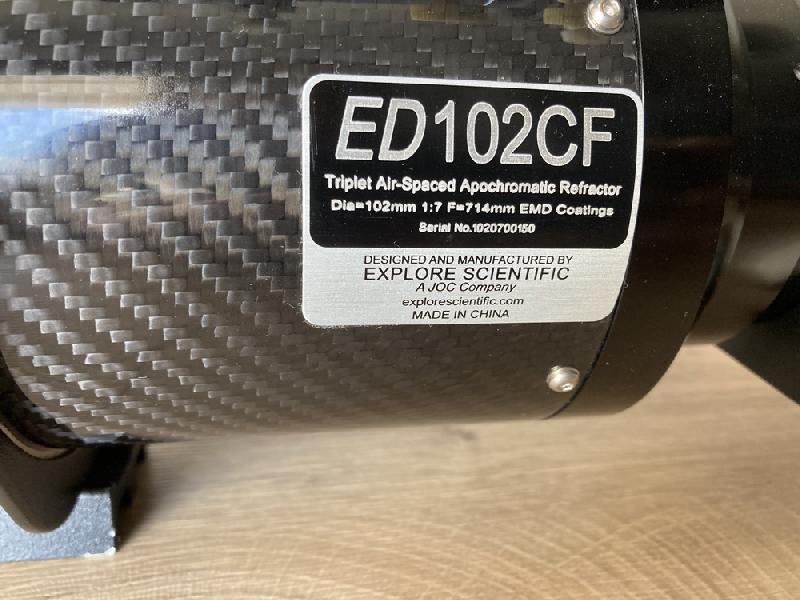 ED102CF
Triplet Air-Spaced Apochromatic Refractor
Dia=102mm 1:7 F=714mm EMD Coatings
Serial No.1020700150
DESIGNED AND MANUFACTURED BY
EXPLORE SCIENTIFIC
A JOC Company
explorescientific.com
MADE IN CHINA